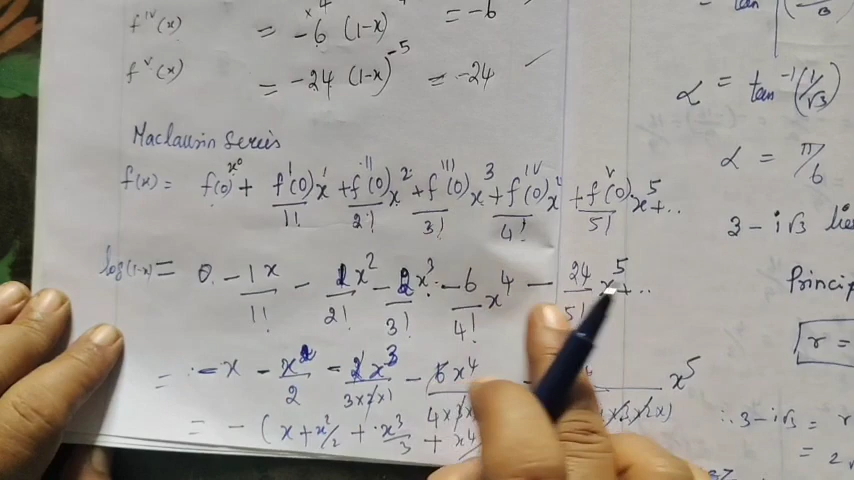 f^iv(x) = -6 (1-x)^-4 = -6
f^v(x) = -24 (1-x)^-5 = -24
Maclaurin Series
f(x) = f(0)x^0 + f'(0)/1! x^1 + f''(0)/2! x^2 + f'''(0)/3! x^3 + f^iv(0)/4! x^2 + f^v(0)/5! x^5 + ..
log(1-x) = 0 - 1x/1! - 1x^2/2! - 2x^3/3! - 6/4! x^4 - 24/5! x^5 + ..
= -x - x^2/2 - 2x^3/3×2×1 - 6x^4/4×3× x^5
= - (x + x^2/2 + x^3/3 + x^4
α = tan^-1(1/√3)
α = π/6
3 - i√3 lies
Princip
r =
∴ 3 - i√3 = r
= 2